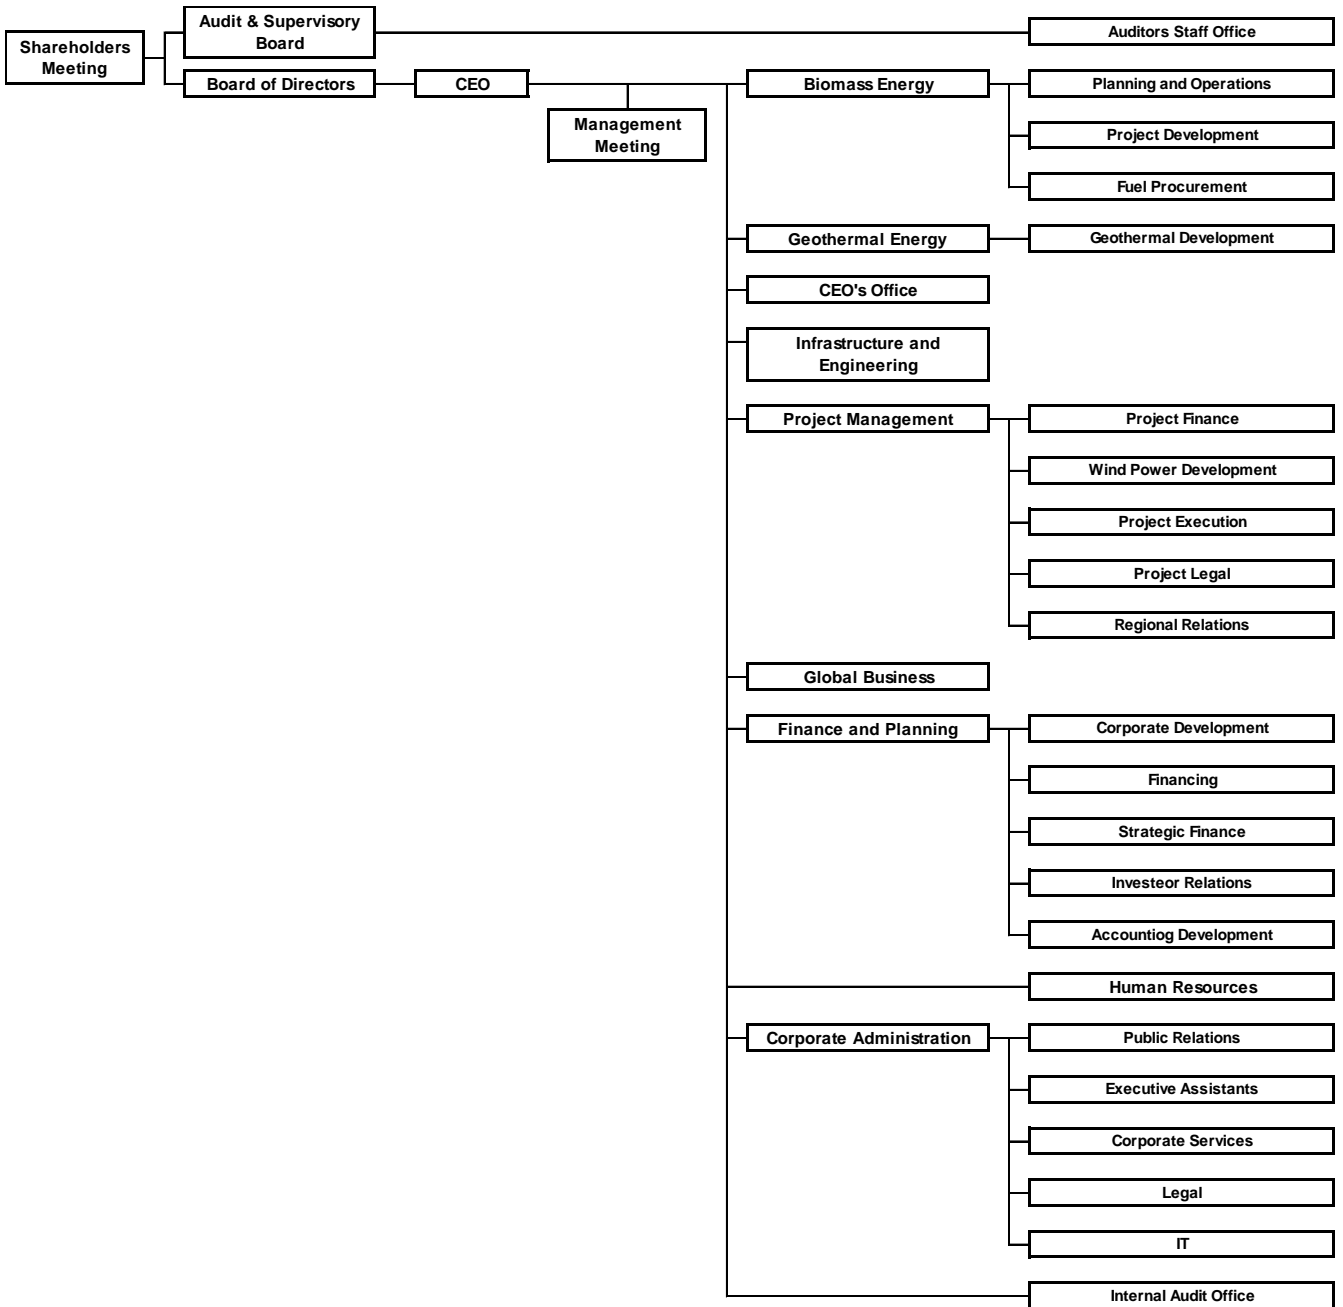 Audit & Supervisory
Board
Auditors Staff Office
Shareholders
Meeting
Board of Directors
CEO
Biomass Energy
Planning and Operations
Management
Meeting
Project Development
Fuel Procurement
Geothermal Energy
Geothermal Development
CEO's Office
Infrastructure and
Engineering
Project Management
Project Finance
Wind Power Development
Project Execution
Project Legal
Regional Relations
Global Business
Finance and Planning
Corporate Development
Financing
Strategic Finance
Investeor Relations
Accountiog Development
Human Resources
Corporate Administration
Public Relations
Executive Assistants
Corporate Services
Legal
IT
Internal Audit Office